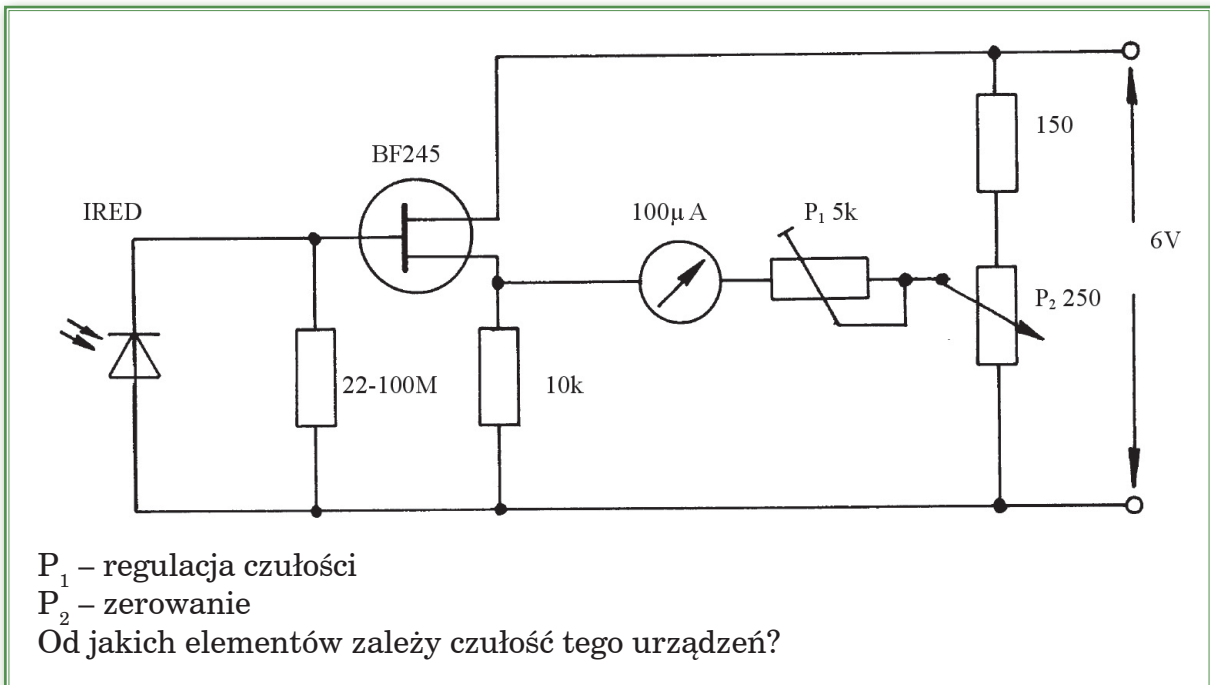 150
BF245
IRED
100μ A
P₁ 5k
6V
P₂ 250
22-100M
10k
P₁ – regulacja czułości
P₂ – zerowanie
Od jakich elementów zależy czułość tego urządzeń?